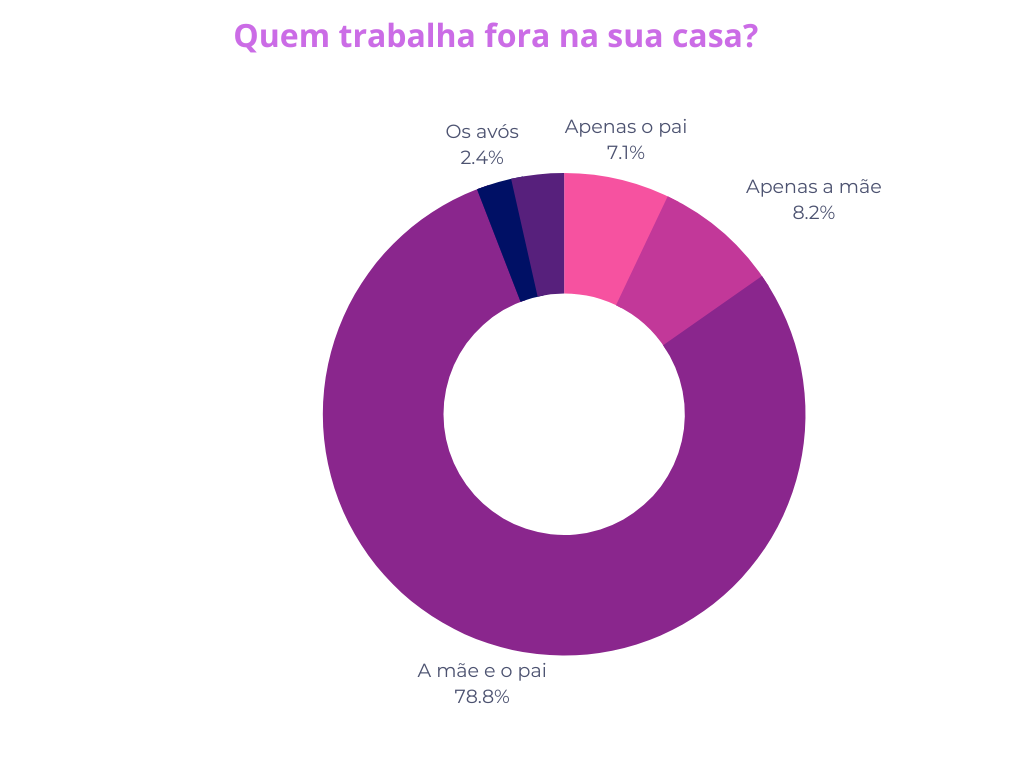 Quem trabalha fora na sua casa?
Os avós
2.4%
Apenas o pai
7.1%
Apenas a mãe
8.2%
A mãe e o pai
78.8%